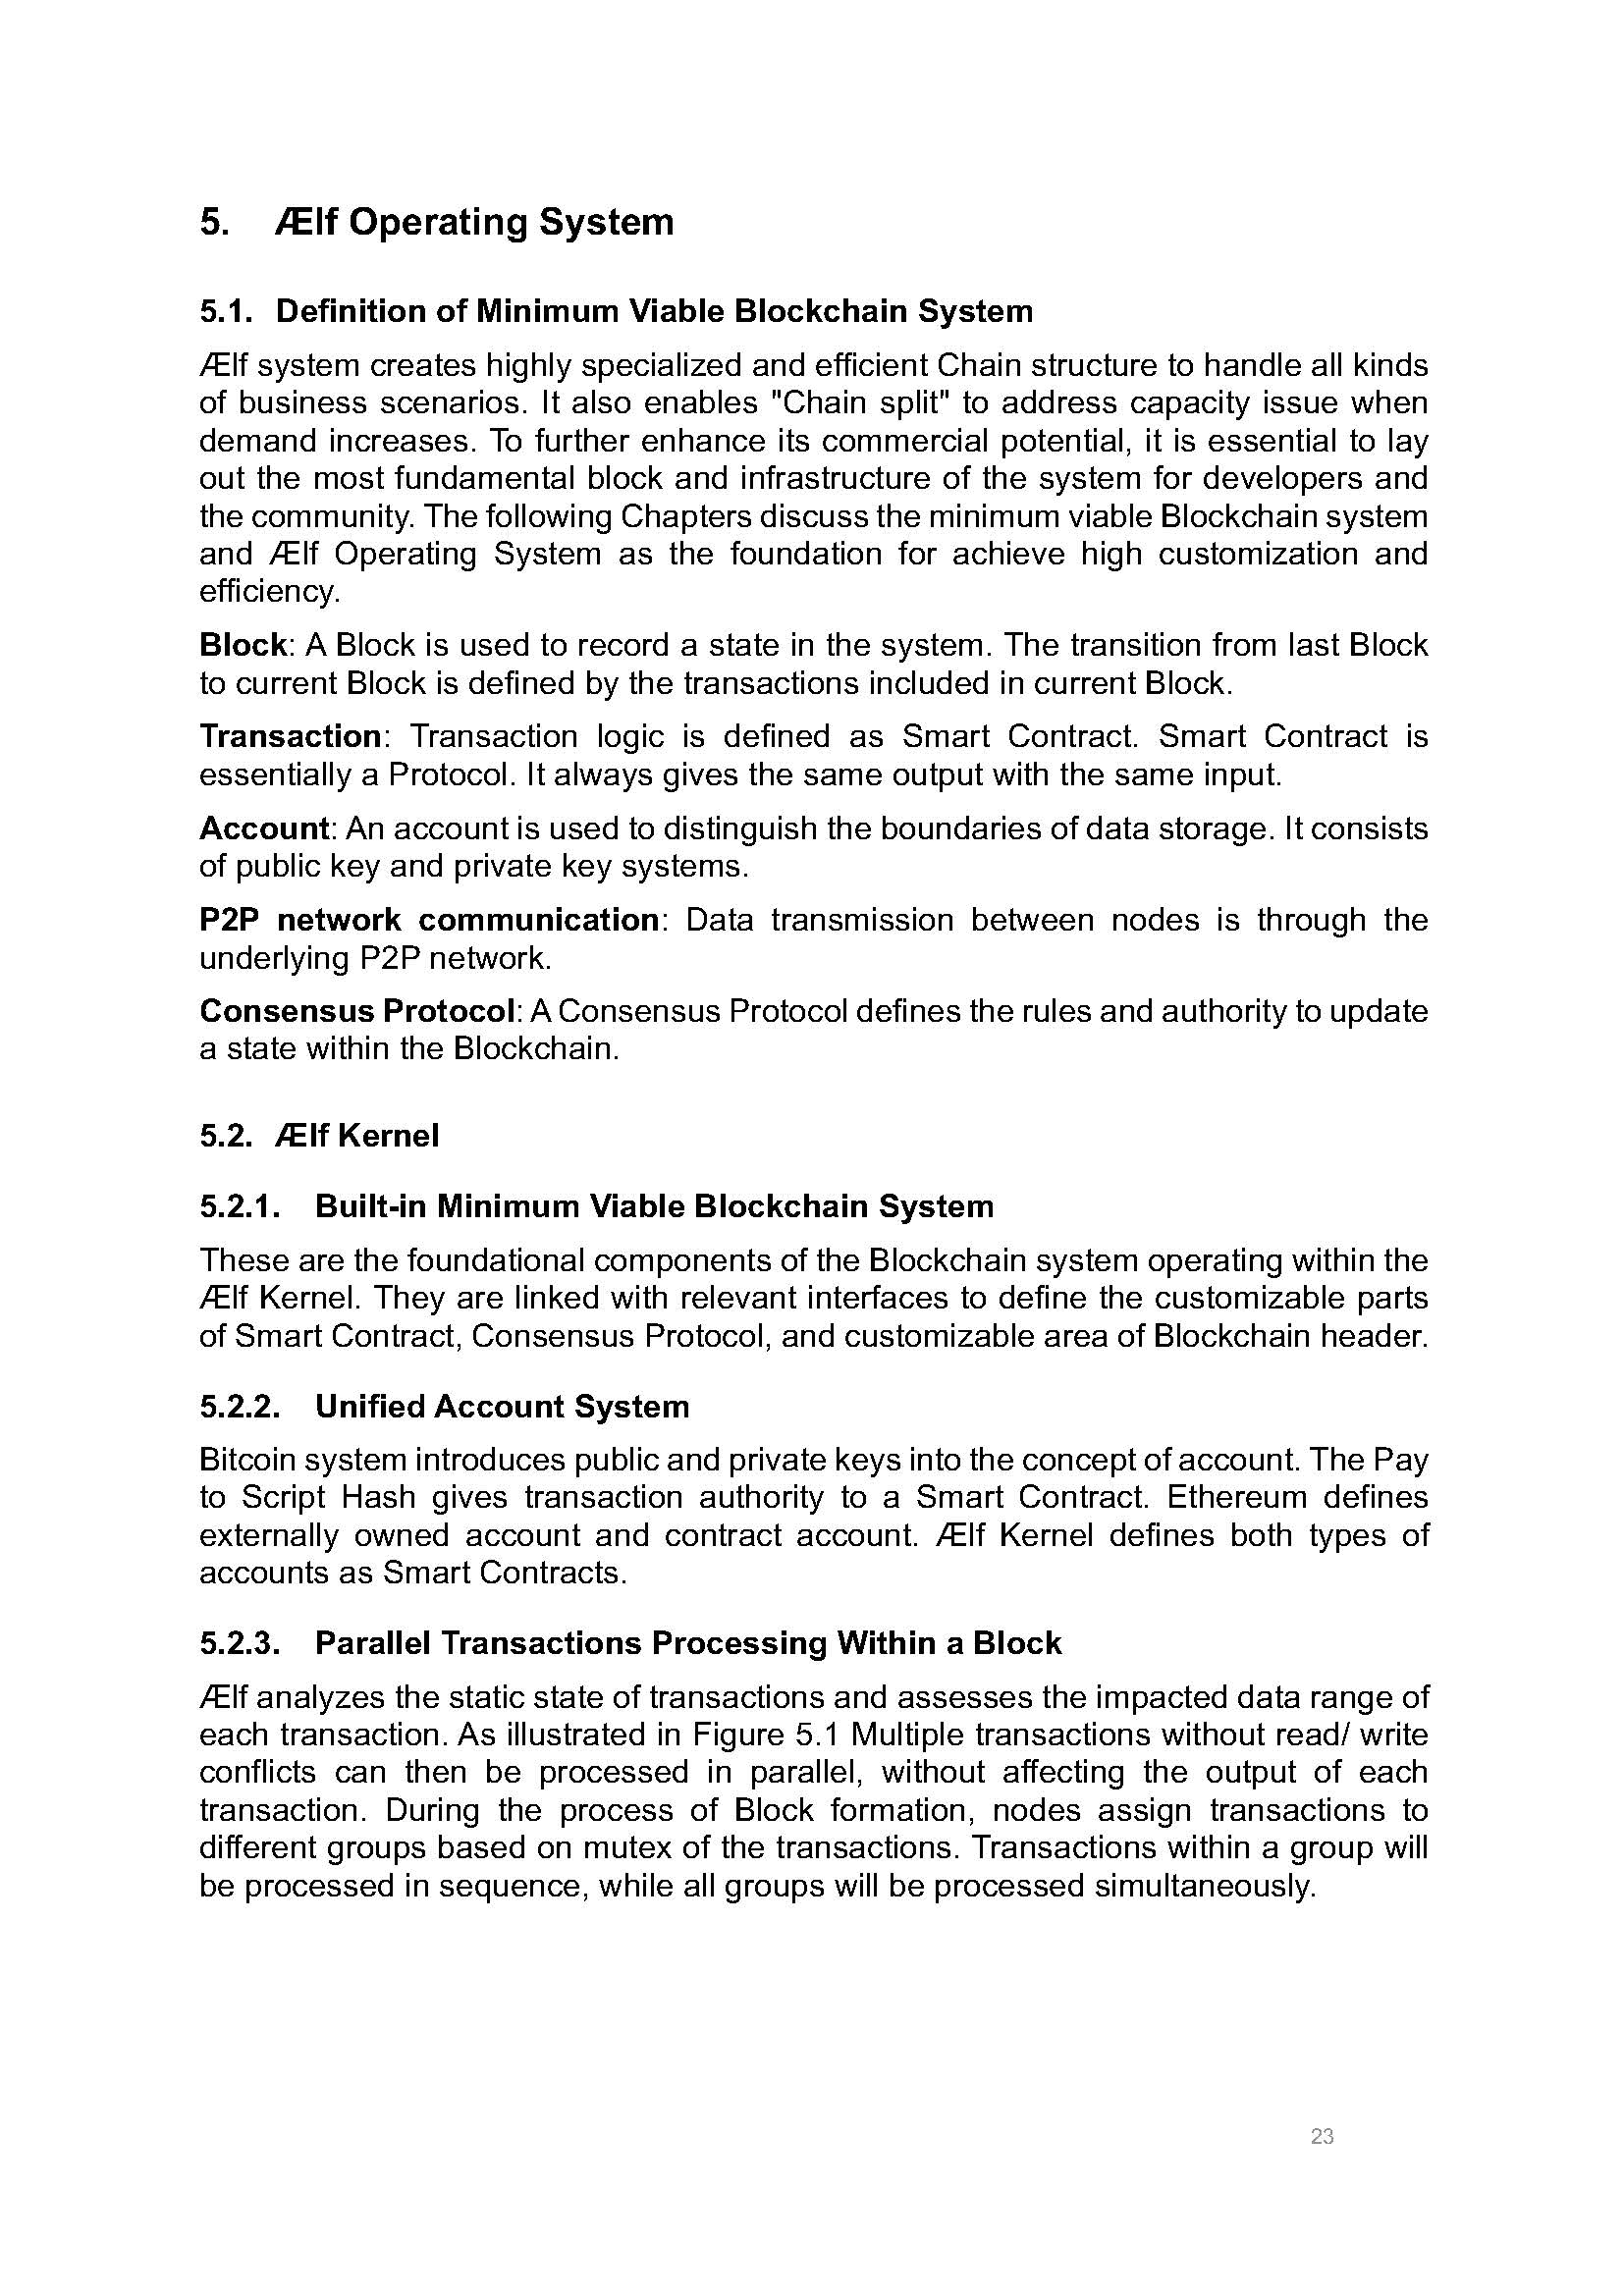 5. Ælf Operating System
5.1. Definition of Minimum Viable Blockchain System
Ælf system creates highly specialized and efficient Chain structure to handle all kinds
of business scenarios. It also enables "Chain split" to address capacity issue when
demand increases. To further enhance its commercial potential, it is essential to lay
out the most fundamental block and infrastructure of the system for developers and
the community. The following Chapters discuss the minimum viable Blockchain system
and Ælf Operating System as the foundation for achieve high customization and
efficiency.
Block: A Block is used to record a state in the system. The transition from last Block
to current Block is defined by the transactions included in current Block.
Transaction: Transaction logic is defined as Smart Contract. Smart Contract is
essentially a Protocol. It always gives the same output with the same input.
Account: An account is used to distinguish the boundaries of data storage. It consists
of public key and private key systems.
P2P network communication: Data transmission between nodes is through the
underlying P2P network.
Consensus Protocol: A Consensus Protocol defines the rules and authority to update
a state within the Blockchain.
5.2. Ælf Kernel
5.2.1. Built-in Minimum Viable Blockchain System
These are the foundational components of the Blockchain system operating within the
Ælf Kernel. They are linked with relevant interfaces to define the customizable parts
of Smart Contract, Consensus Protocol, and customizable area of Blockchain header.
5.2.2. Unified Account System
Bitcoin system introduces public and private keys into the concept of account. The Pay
to Script Hash gives transaction authority to a Smart Contract. Ethereum defines
externally owned account and contract account. Ælf Kernel defines both types of
accounts as Smart Contracts.
5.2.3. Parallel Transactions Processing Within a Block
Ælf analyzes the static state of transactions and assesses the impacted data range of
each transaction. As illustrated in Figure 5.1 Multiple transactions without read/ write
conflicts can then be processed in parallel, without affecting the output of each
transaction. During the process of Block formation, nodes assign transactions to
different groups based on mutex of the transactions. Transactions within a group will
be processed in sequence, while all groups will be processed simultaneously.
23